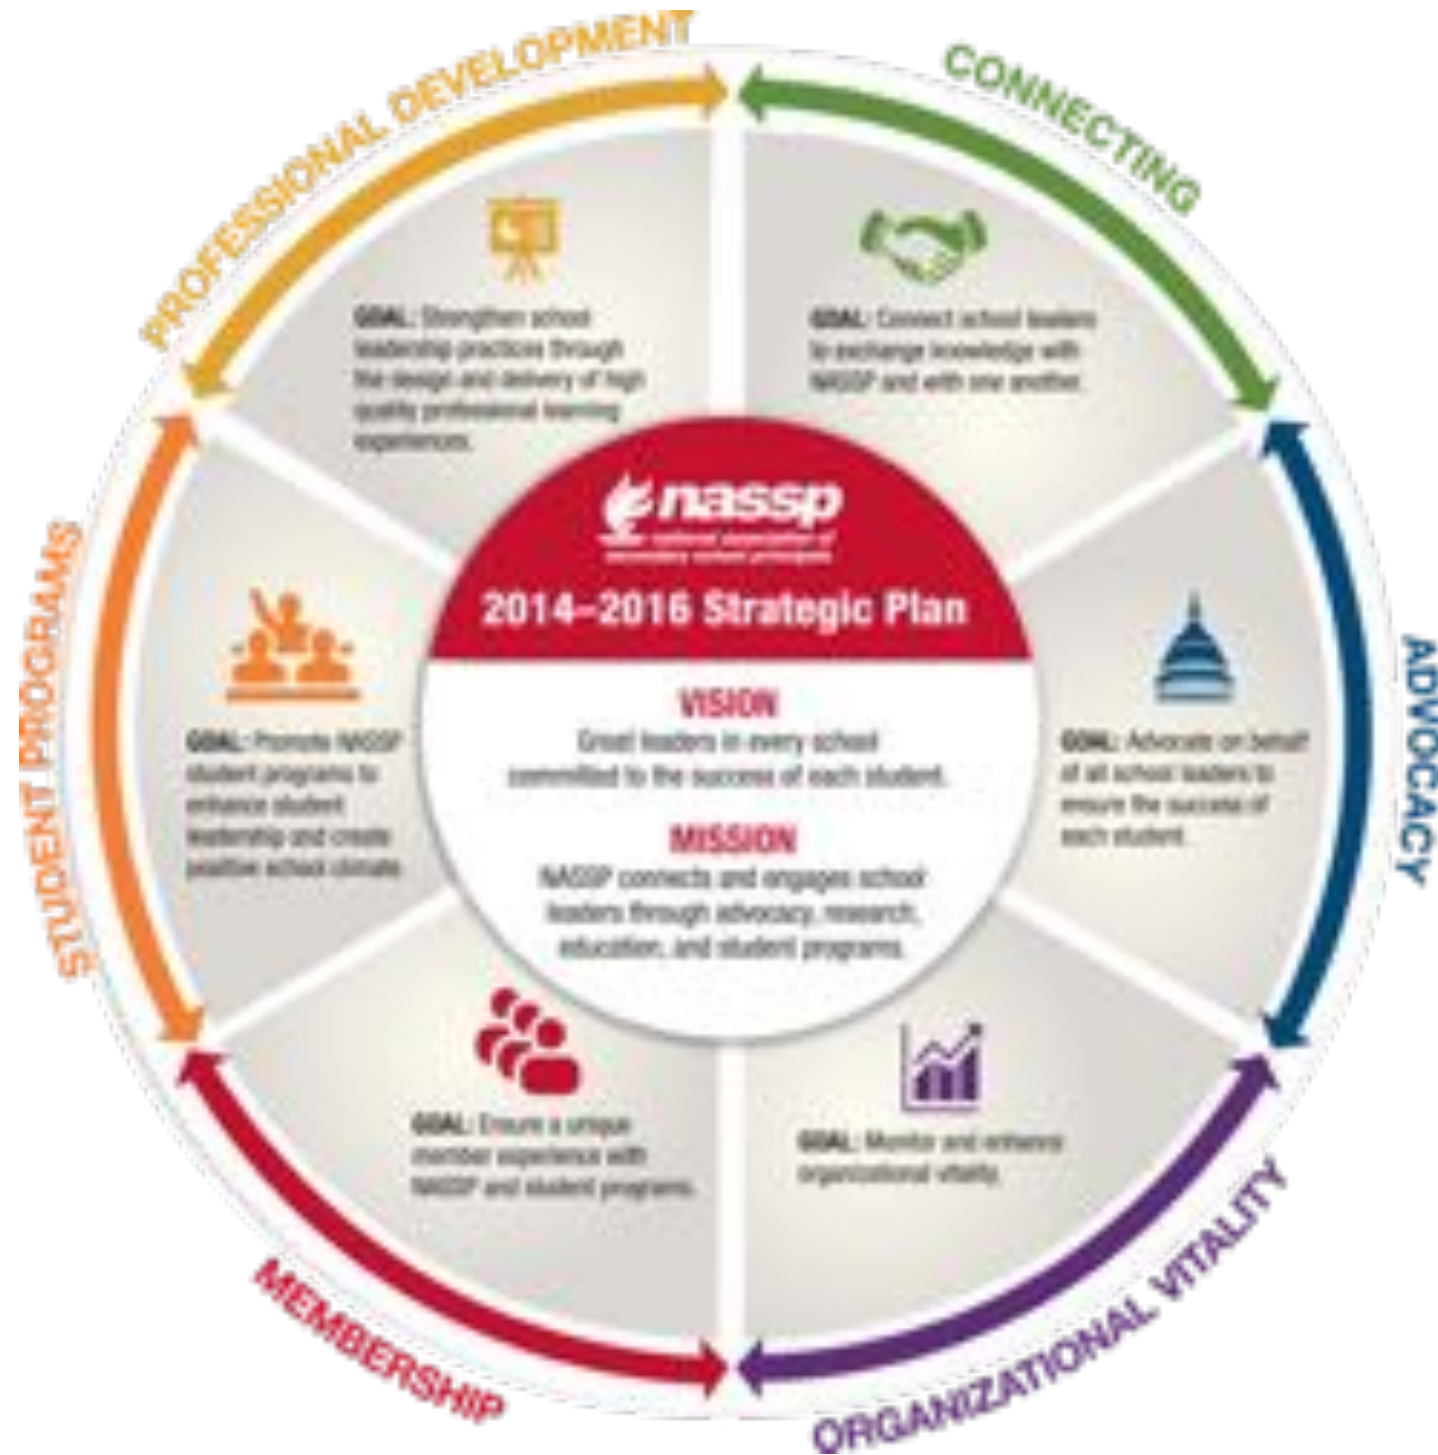 PROFESSIONAL DEVELOPMENT
CONNECTING
GOAL: Strengthen school
leadership practices through
the design and delivery of high
quality professional learning
experiences.
GOAL: Connect school leaders
to exchange knowledge with
NASSP and with one another.
nassp
national association of
secondary school principals
2014–2016 Strategic Plan
VISION
Great leaders in every school
committed to the success of each student.
MISSION
NASSP connects and engages school
leaders through advocacy, research,
education, and student programs.
STUDENT PROGRAMS
GOAL: Promote NASSP
student programs to
enhance student
leadership and create
positive school climate.
ADVOCACY
GOAL: Advocate on behalf
of all school leaders to
ensure the success of
each student.
GOAL: Ensure a unique
member experience with
NASSP and student programs.
GOAL: Monitor and enhance
organizational vitality.
MEMBERSHIP
ORGANIZATIONAL VITALITY